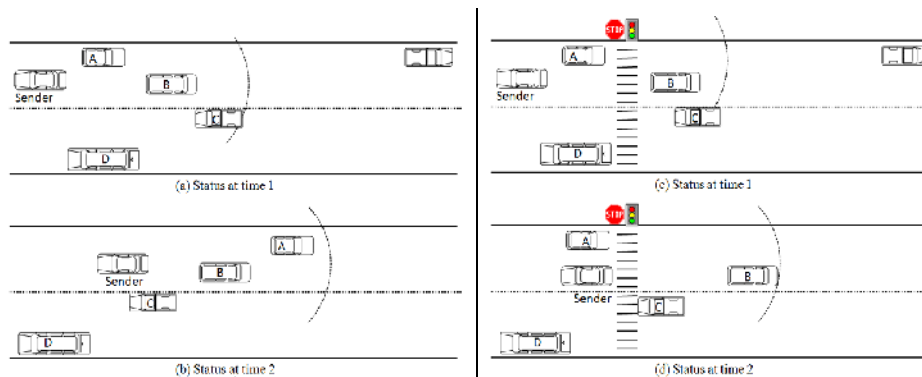 A
B
Sender
C
D
(a) Status at time 1
A
B
Sender
C
D
(b) Status at time 2
STOP
A
B
Sender
C
D
(c) Status at time 1
STOP
A
B
Sender
C
D
(d) Status at time 2